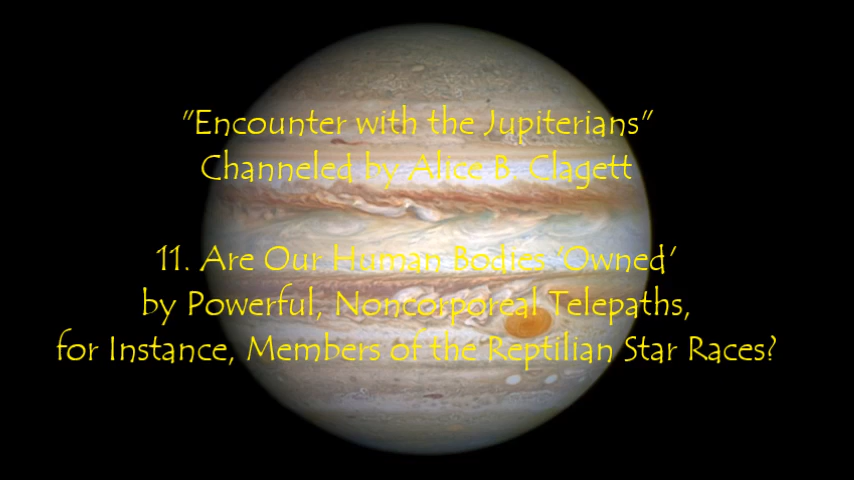 "Encounter with the Jupiterians"
Channeled by Alice B. Clagett
11. Are Our Human Bodies 'Owned'
by Powerful, Noncorporeal Telepaths,
for Instance, Members of the Reptilian Star Races?